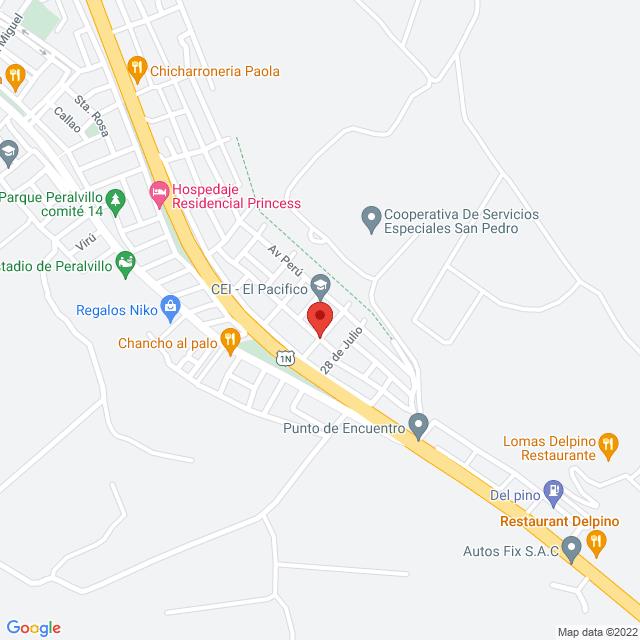 Miguel
Chicharroneria Paola
Callao
Sta. Rosa
Parque Peralvillo
comité 14
Hospedaje
Residencial Princess
Cooperativa De Servicios
Especiales San Pedro
Virú
Av Perú
stadio de Peralvillo
CEI - El Pacifico
Regalos Niko
Chancho al palo
1N
28 de Julio
Punto de Encuentro
Lomas Delpino
Restaurante
Del pino
Restaurant Delpino
Autos Fix S.A.C
Google
Map data ©2022